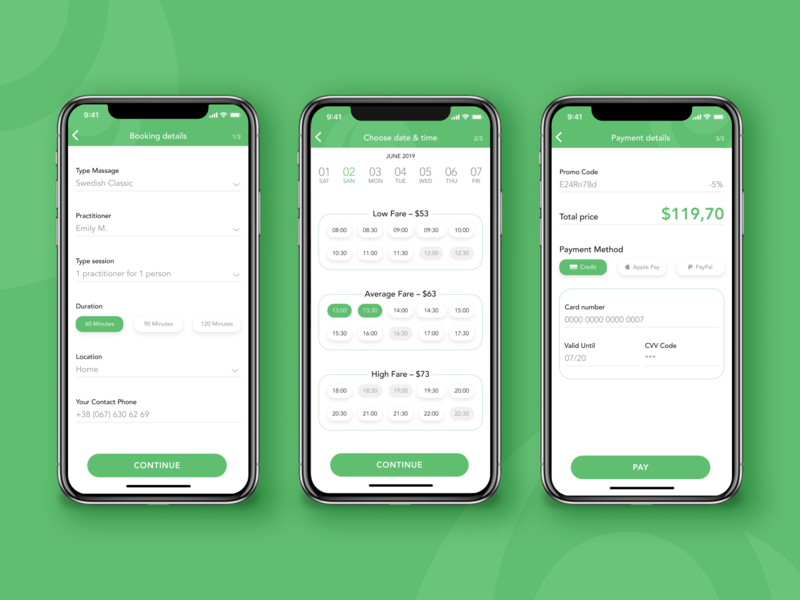 9:41
Booking details 1/3
Type Massage
Swedish Classic
Practitioner
Emily M.
Type session
1 practitioner for 1 person
Duration
60 Minutes 90 Minutes 120 Minutes
Location
Home
Your Contact Phone
+38 (067) 630 62 69
CONTINUE
9:41
Choose date & time 2/3
JUNE 2019
01 02 03 04 05 06 07
SAT SAN MON TUE WED THU FRI
Low Fare – $53
08:00 08:30 09:00 09:30 10:00
10:30 11:00 11:30 12:00 12:30
Average Fare – $63
13:00 13:30 14:00 14:30 15:00
15:30 16:00 16:30 17:00 17:30
High Fare – $73
18:00 18:30 19:00 19:30 20:00
20:30 21:00 21:30 22:00 22:30
CONTINUE
9:41
Payment details 3/3
Promo Code
E24Rn78d -5%
Total price $119,70
Payment Method
Credit Apple Pay PayPal
Card number
0000 0000 0000 0007
Valid Until CVV Code
07/20 ***
PAY